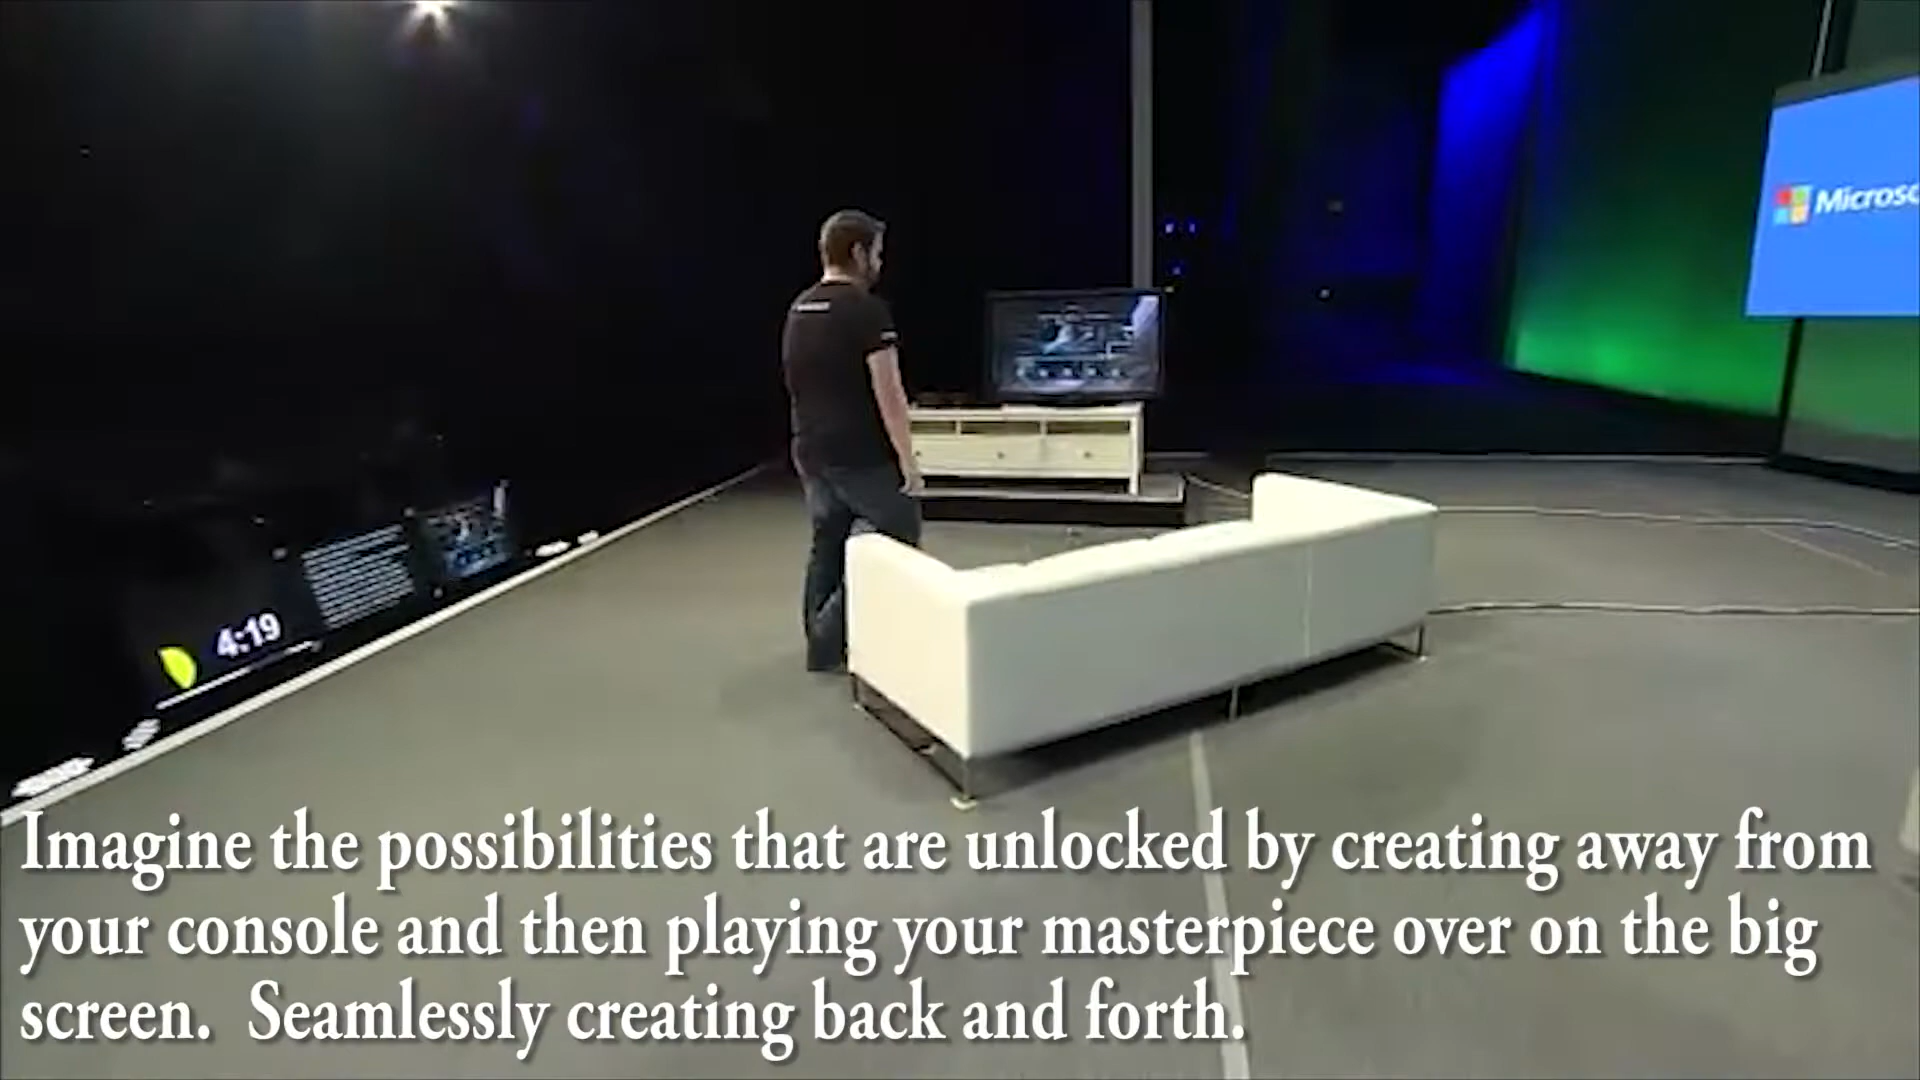 Microso
4:19
Imagine the possibilities that are unlocked by creating away from
your console and then playing your masterpiece over on the big
screen.  Seamlessly creating back and forth.